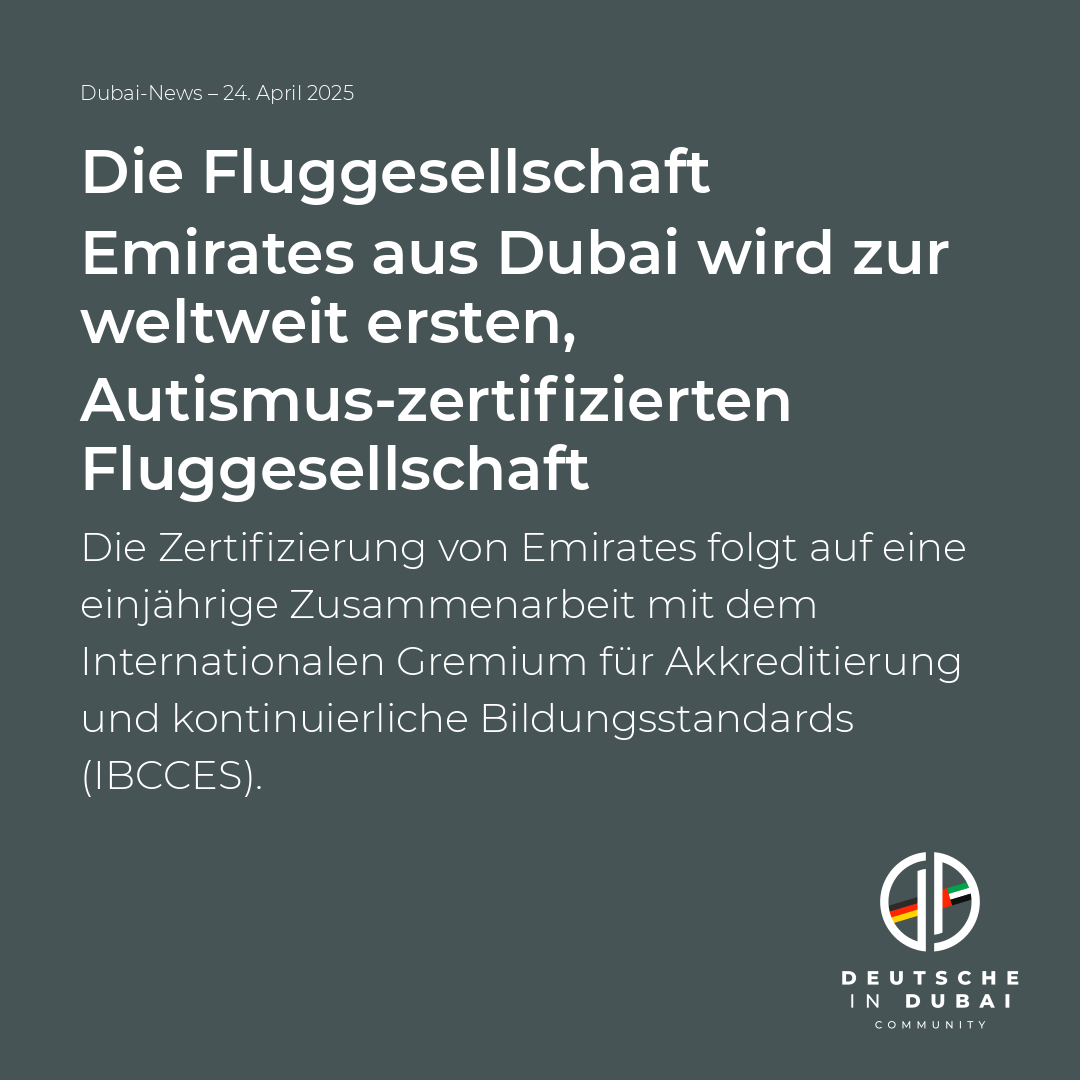 Dubai-News – 24. April 2025
Die Fluggesellschaft
Emirates aus Dubai wird zur
weltweit ersten,
Autismus-zertifizierten
Fluggesellschaft
Die Zertifizierung von Emirates folgt auf eine
einjährige Zusammenarbeit mit dem
Internationalen Gremium für Akkreditierung
und kontinuierliche Bildungsstandards
(IBCCES).
DEUTSCHE
IN DUBAI
COMMUNITY